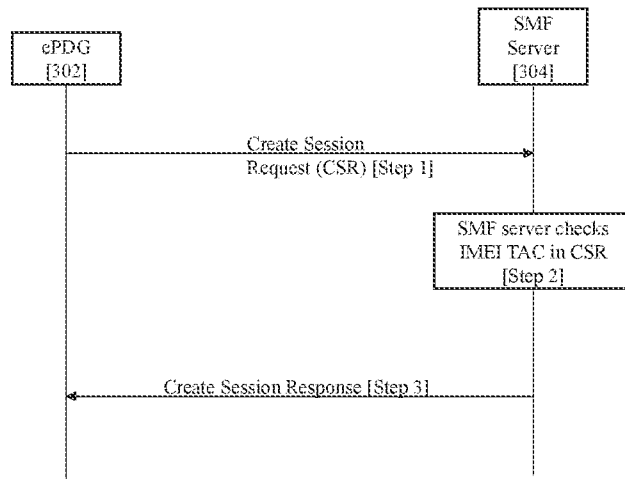 ePDG
[302]
SMF
Server
[304]
Create Session
Request (CSR) [Step 1]
SMF server checks
IMEI TAC in CSR
[Step 2]
Create Session Response [Step 3]